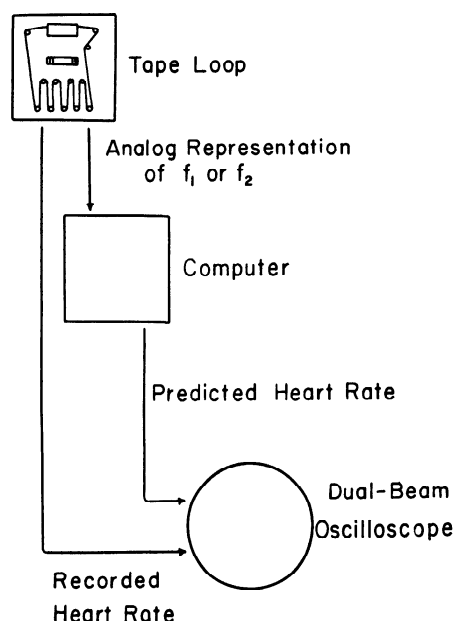 Tape Loop
Analog Representation
of f₁ or f₂
Computer
Predicted Heart Rate
Dual-Beam
Oscilloscope
Recorded
Heart Rate